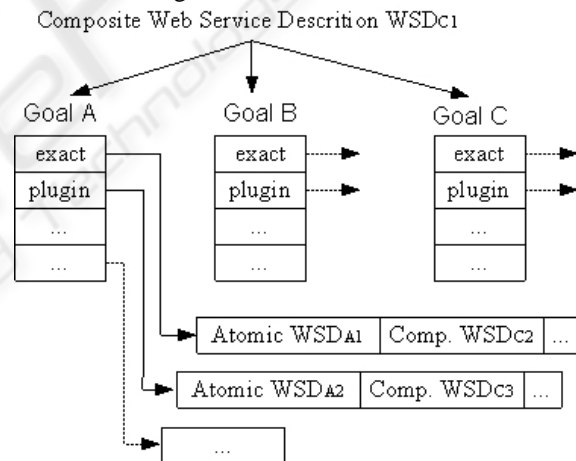 Composite Web Service Descrition WSDC1
Goal A
Goal B
Goal C
exact
plugin
...
...
exact
plugin
...
...
exact
plugin
...
...
Atomic WSDA1 Comp. WSDC2 ...
Atomic WSDA2 Comp. WSDC3 ...
...